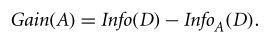 Gain(A) = Info(D) − Info_A(D).